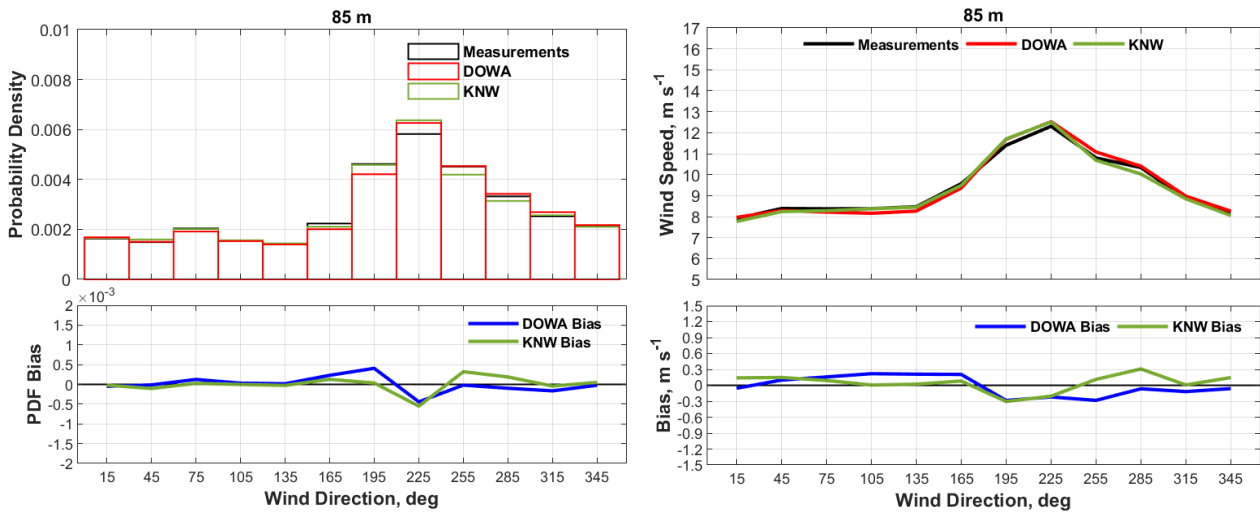 85 m
0.01
0.008
0.006
0.004
0.002
0
Probability Density
Measurements
DOWA
KNW
×10⁻³
2
1.5
1
0.5
0
-0.5
-1
-1.5
-2
PDF Bias
DOWA Bias
KNW Bias
15 45 75 105 135 165 195 225 255 285 315 345
Wind Direction, deg
85 m
17
16
15
14
13
12
11
10
9
8
7
6
5
Wind Speed, m s⁻¹
Measurements DOWA KNW
1.5
1.2
0.9
0.6
0.3
0
-0.3
-0.6
-0.9
-1.2
-1.5
Bias, m s⁻¹
DOWA Bias KNW Bias
15 45 75 105 135 165 195 225 255 285 315 345
Wind Direction, deg